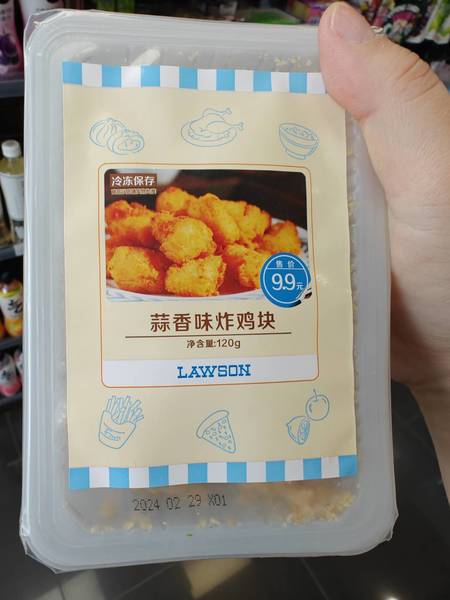 冷冻保存
售价
9.9元
蒜香味炸鸡块
净含量:120g
LAWSON
2024 02 29 X01